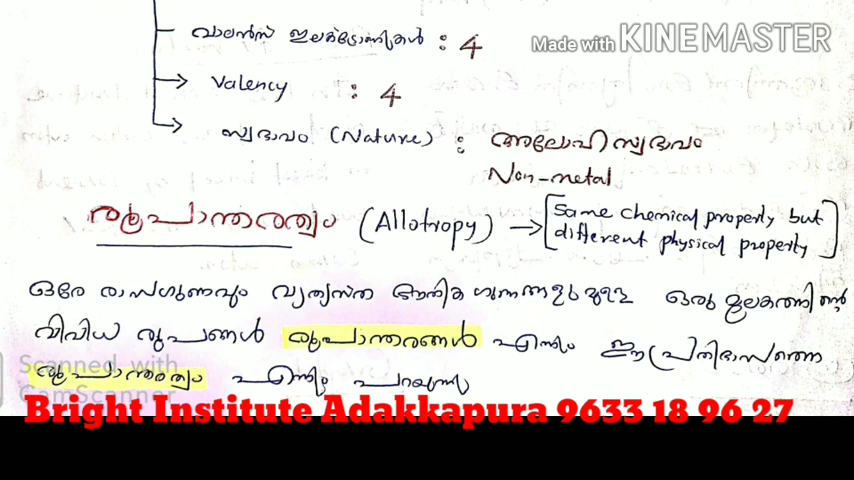 വാലൻസ് ഇലക്ട്രോണുകൾ : 4
Made with KINEMASTER
Valency : 4
സ്വഭാവം (Nature) : അലോഹസ്വഭാവം
Non-metal
രൂപാന്തരത്വം (Allotropy) → [Same chemical property but
different physical property]
ഒരേ രാസഗുണവും വ്യത്യസ്ത ഭൗതിക ഗുണങ്ങളുമുള്ള ഒരു മൂലകത്തിന്റെ
വിവിധ രൂപങ്ങൾ രൂപാന്തരങ്ങൾ എന്നും ഈ പ്രതിഭാസത്തെ
Scanned with
രൂപാന്തരത്വം എന്നും പറയുന്നു
CamScanner
Bright Institute Adakkapura 9633 18 96 27